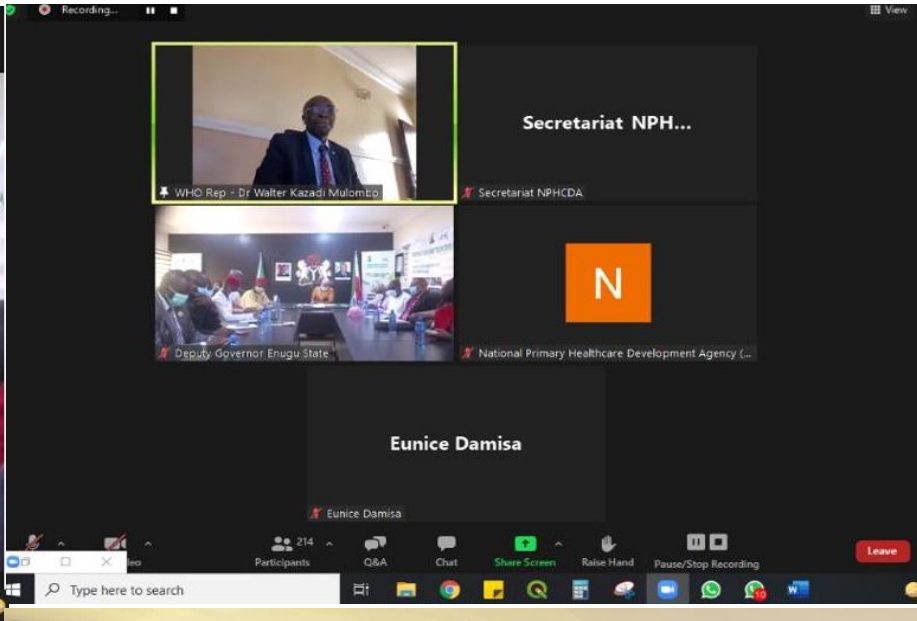 Recording...
View
WHO Rep - Dr Walter Kazadi Mulombo
Secretariat NPH...
Secretariat NPHCDA
Deputy Governor Enugu State
N
National Primary Healthcare Development Agency (...
Eunice Damisa
Eunice Damisa
214
Participants
Q&A
Chat
Share Screen
Raise Hand
Pause/Stop Recording
Leave
eo
Type here to search
10
W